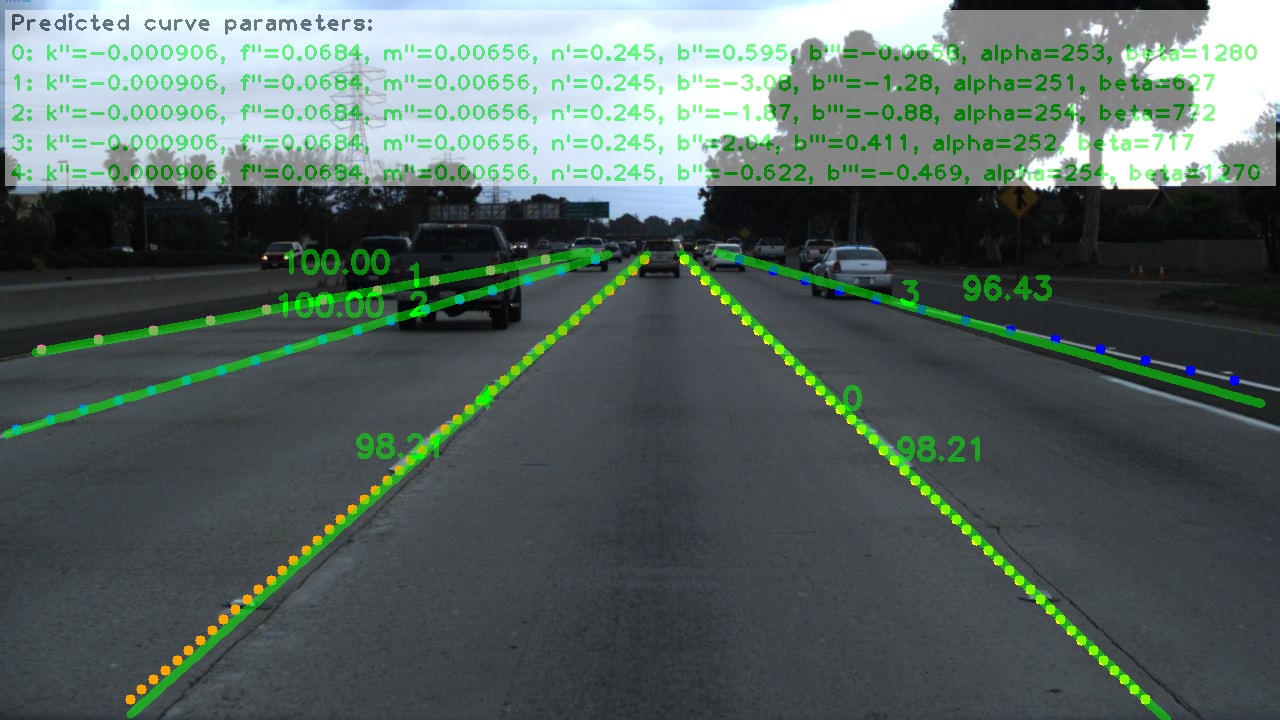 Predicted curve parameters:
0: k''=-0.000906, f''=0.0684, m''=0.00656, n'=0.245, b''=0.595, b'''=-0.0653, alpha=253, beta=1280
1: k''=-0.000906, f''=0.0684, m''=0.00656, n'=0.245, b''=-3.08, b'''=-1.28, alpha=251, beta=627
2: k''=-0.000906, f''=0.0684, m''=0.00656, n'=0.245, b''=-1.87, b'''=-0.88, alpha=254, beta=772
3: k''=-0.000906, f''=0.0684, m''=0.00656, n'=0.245, b''=2.04, b'''=0.411, alpha=252, beta=717
4: k''=-0.000906, f''=0.0684, m''=0.00656, n'=0.245, b''=-0.622, b'''=-0.469, alpha=254, beta=1270
100.00 1
100.00 2
3 96.43
0
98.21
98.21